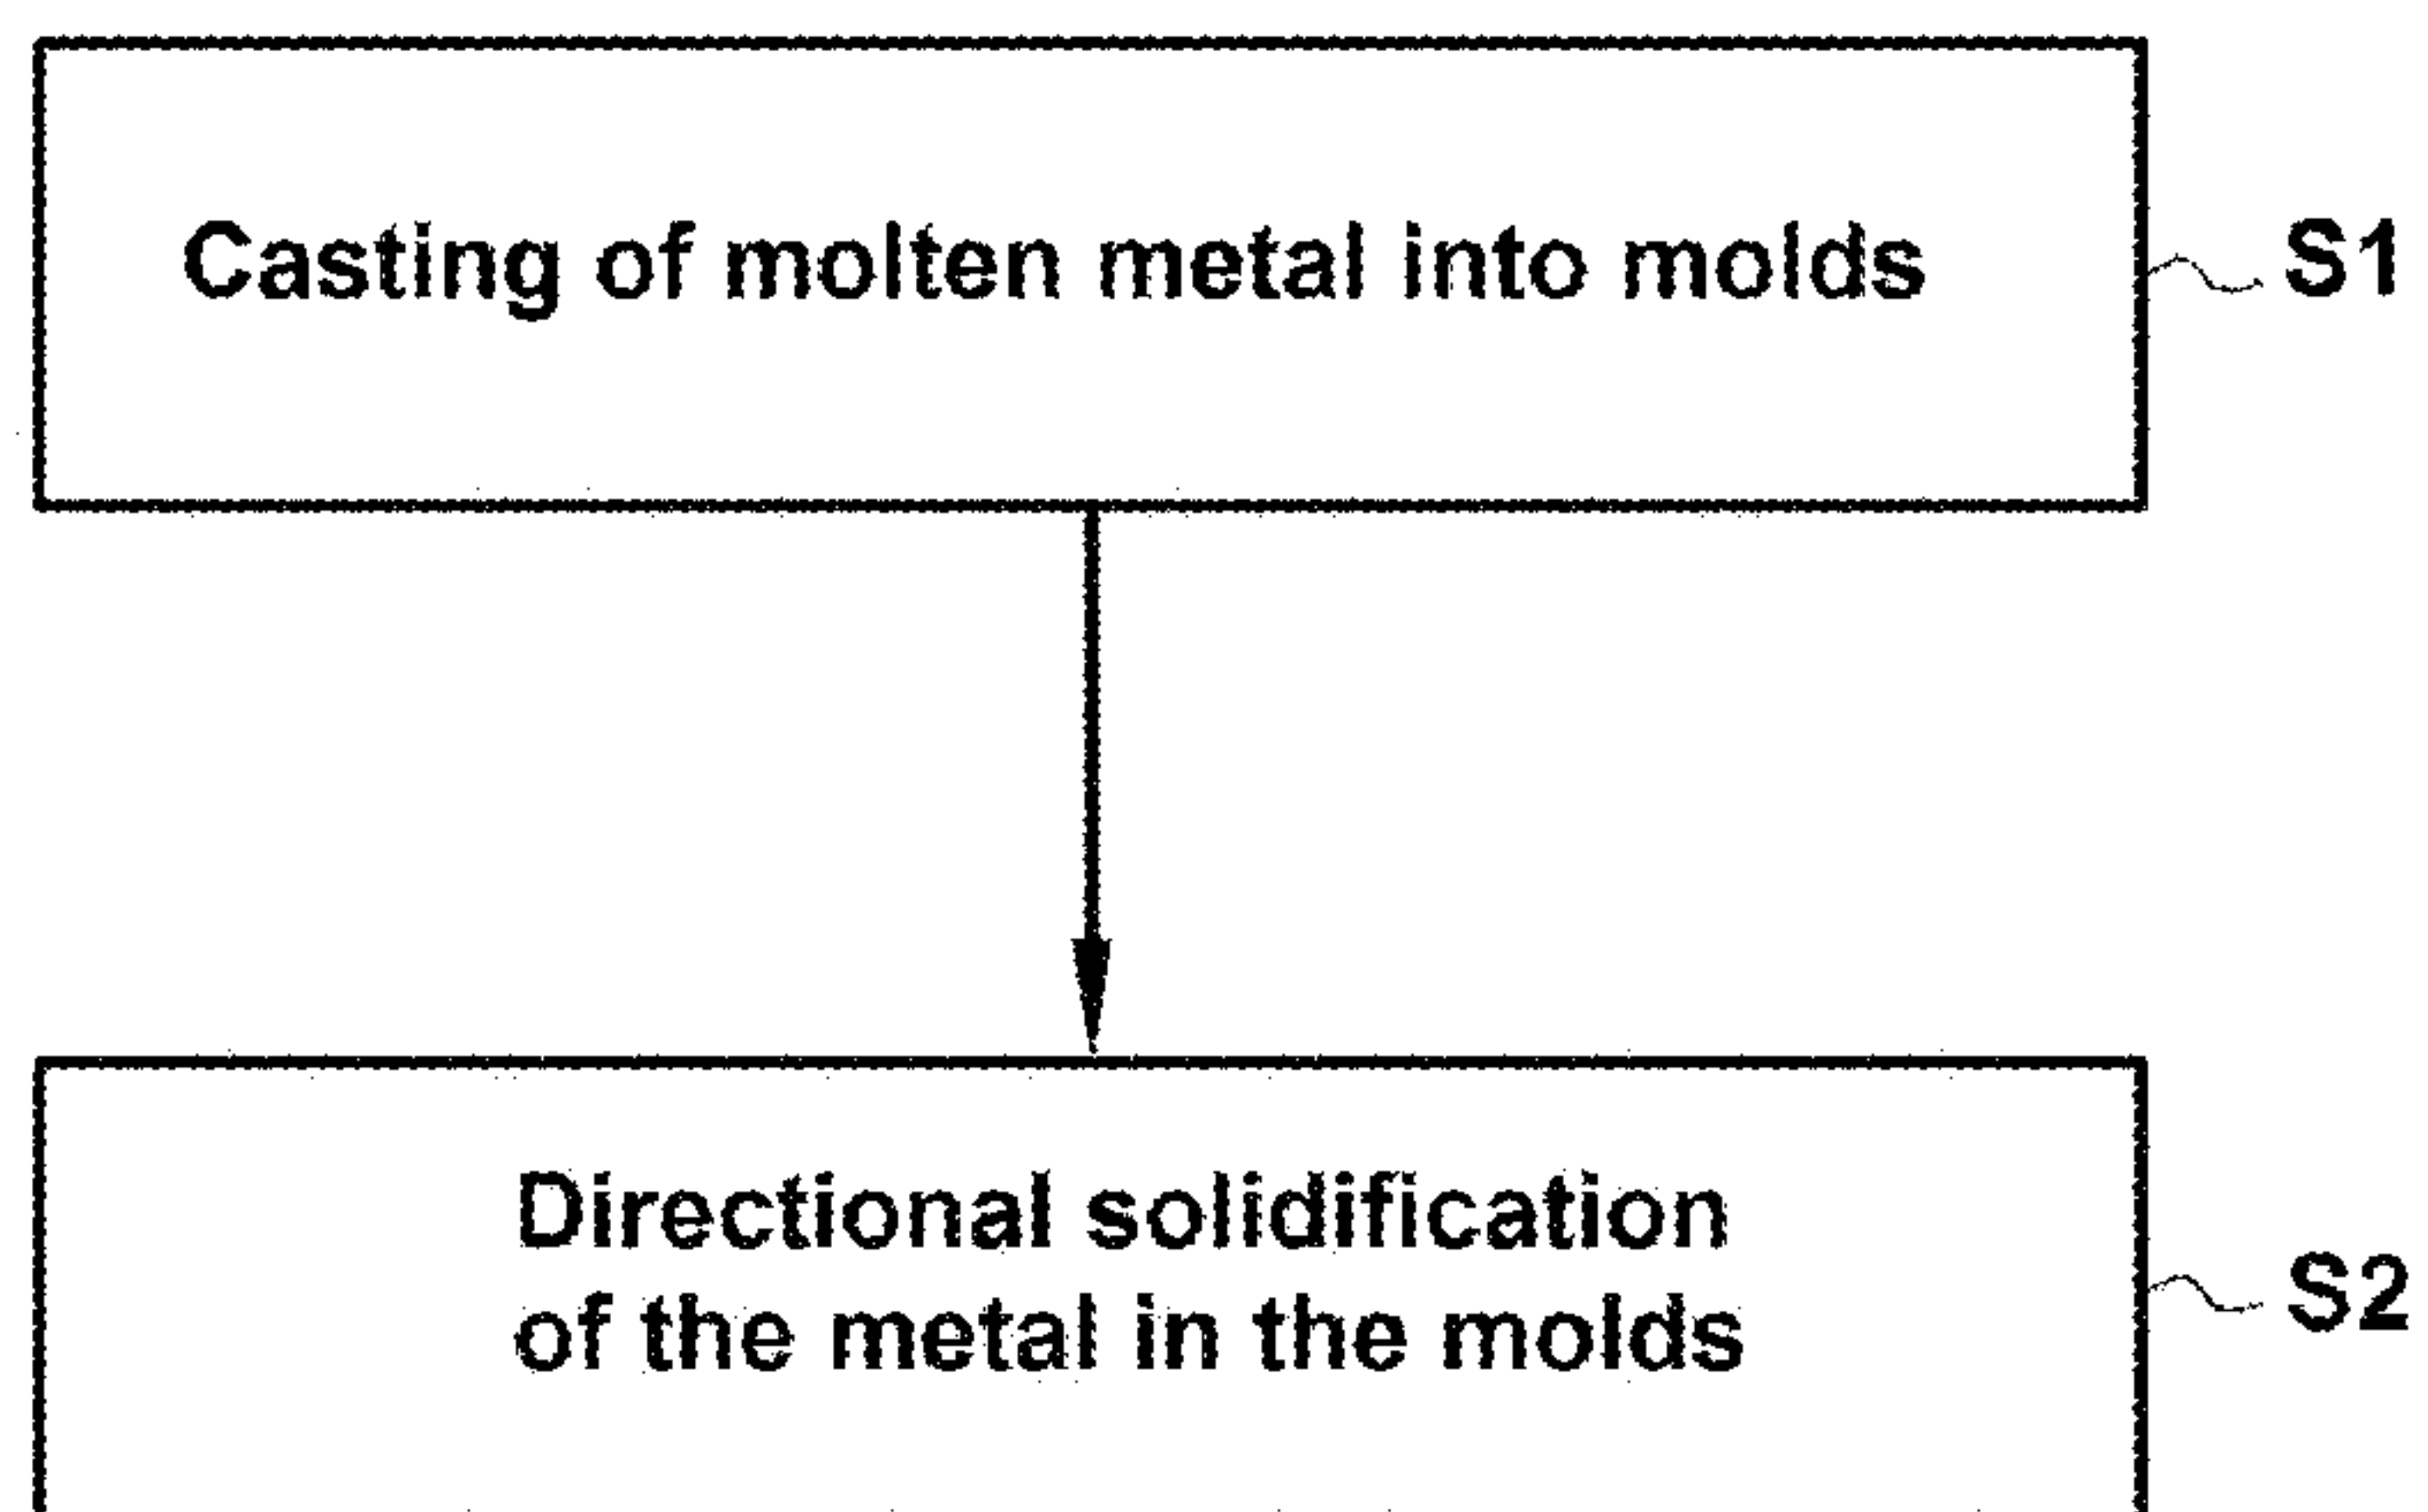 Casting of molten metal into molds
S1
Directional solidification
of the metal in the molds
S2